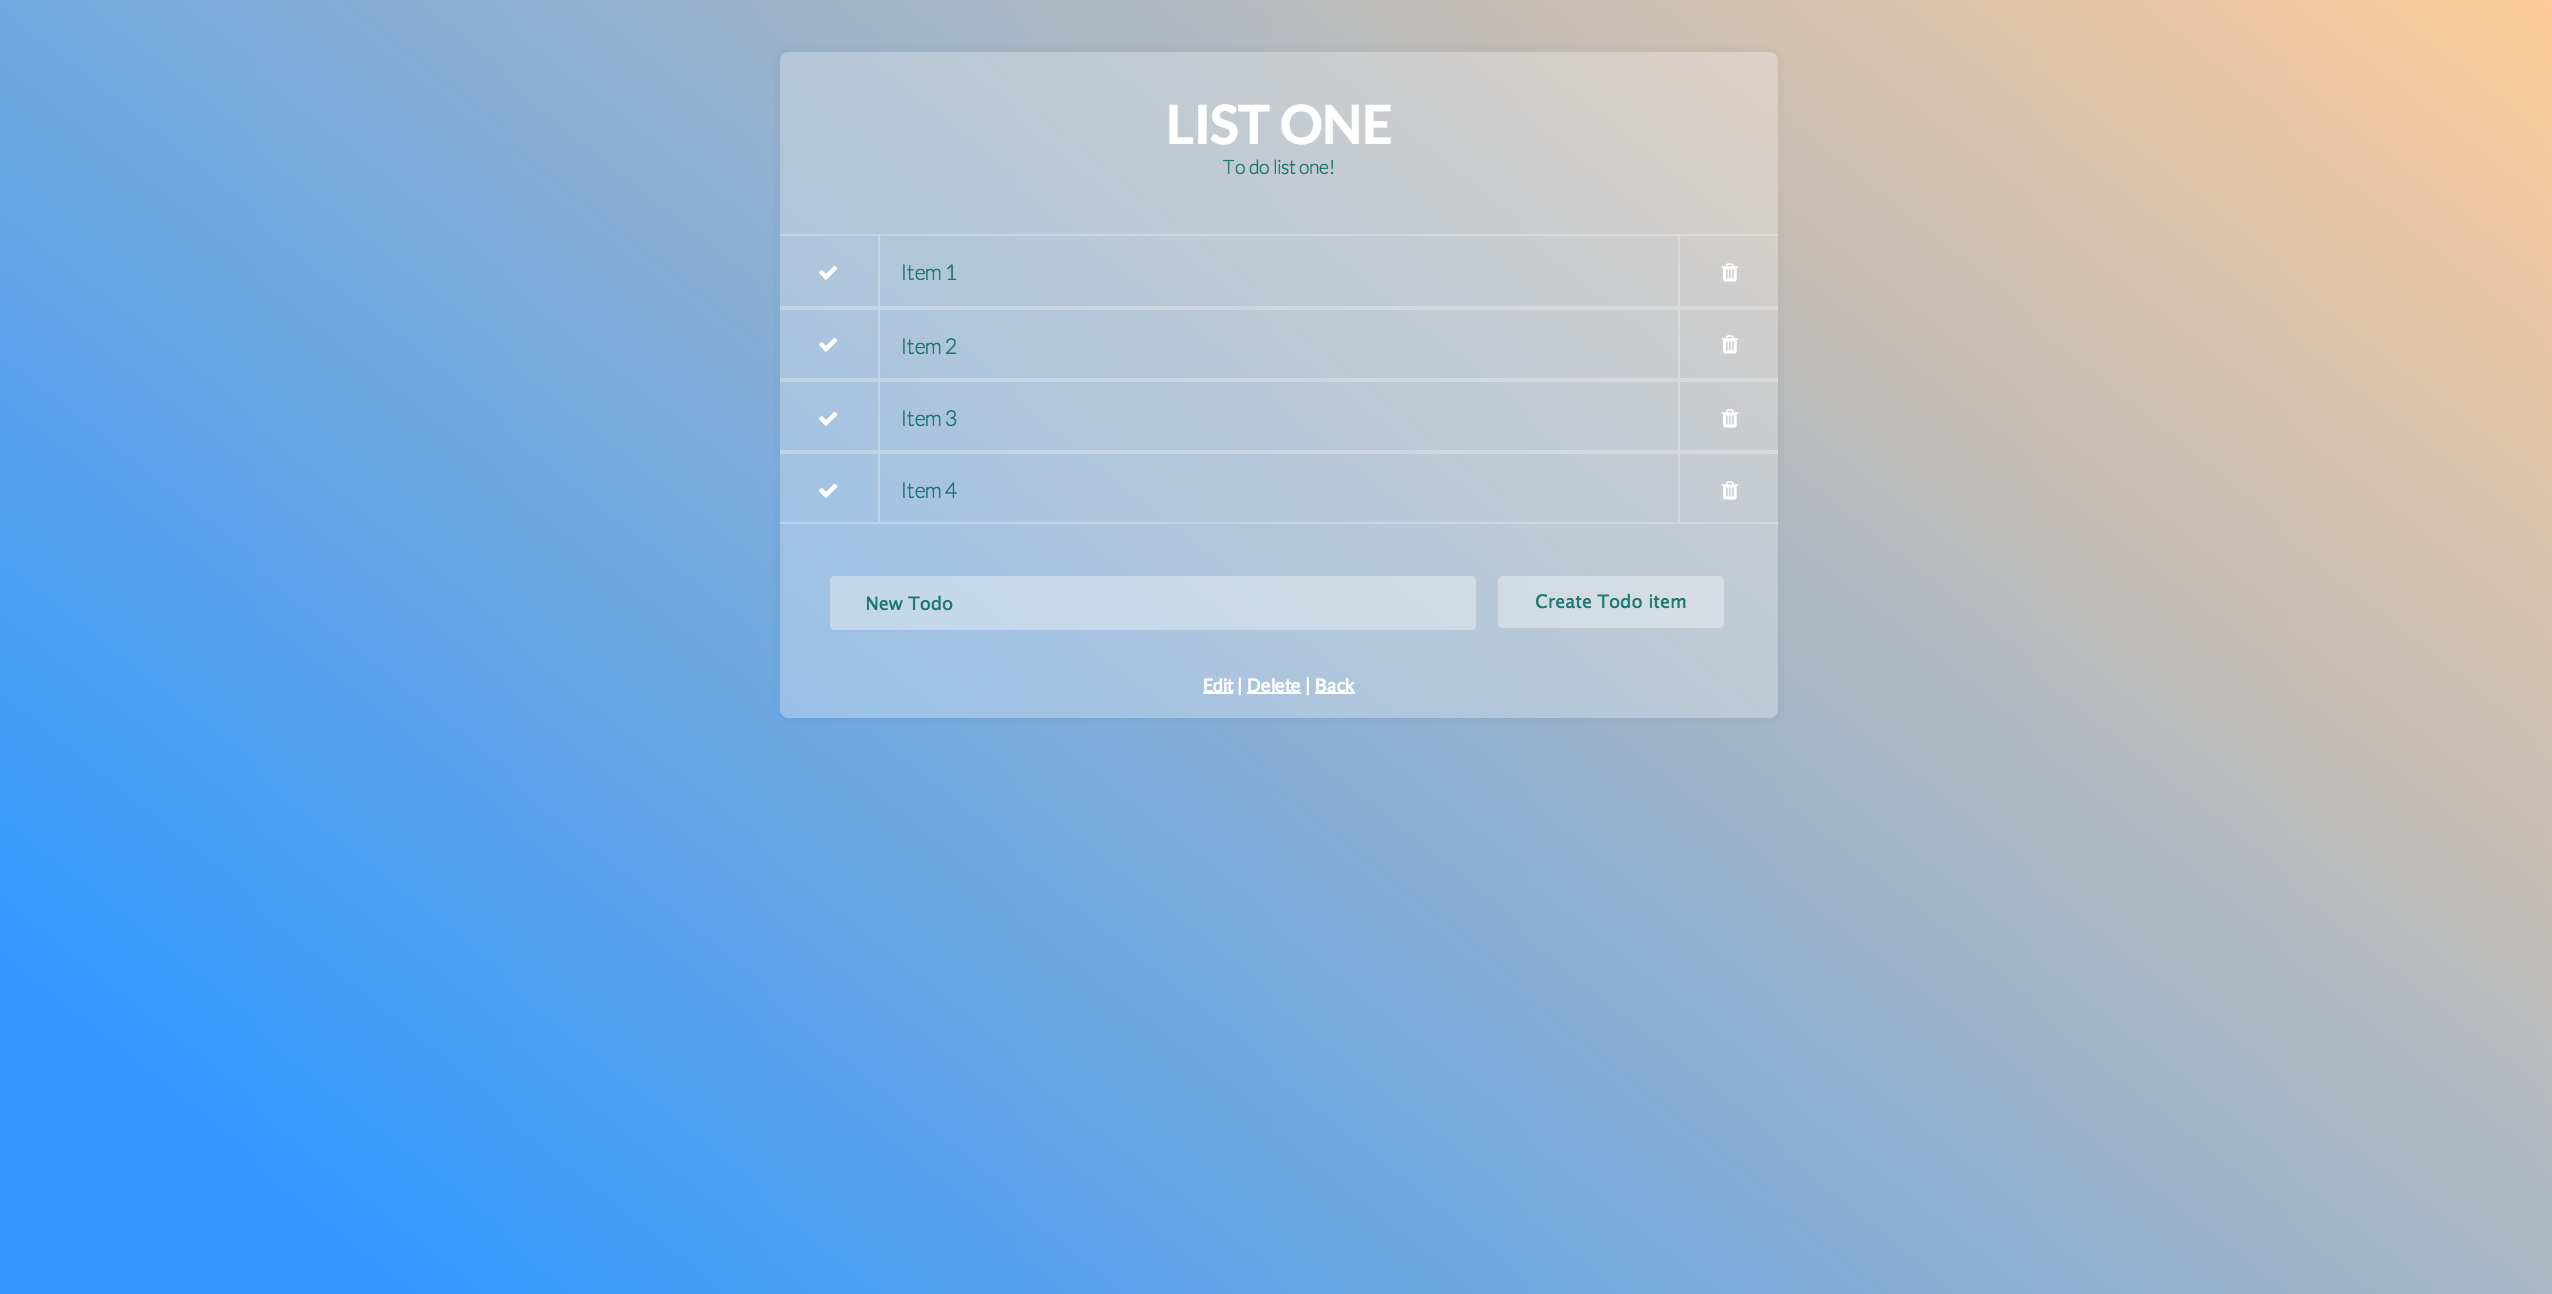 LIST ONE
To do list one!
Item 1
Item 2
Item 3
Item 4
New Todo
Create Todo item
Edit | Delete | Back